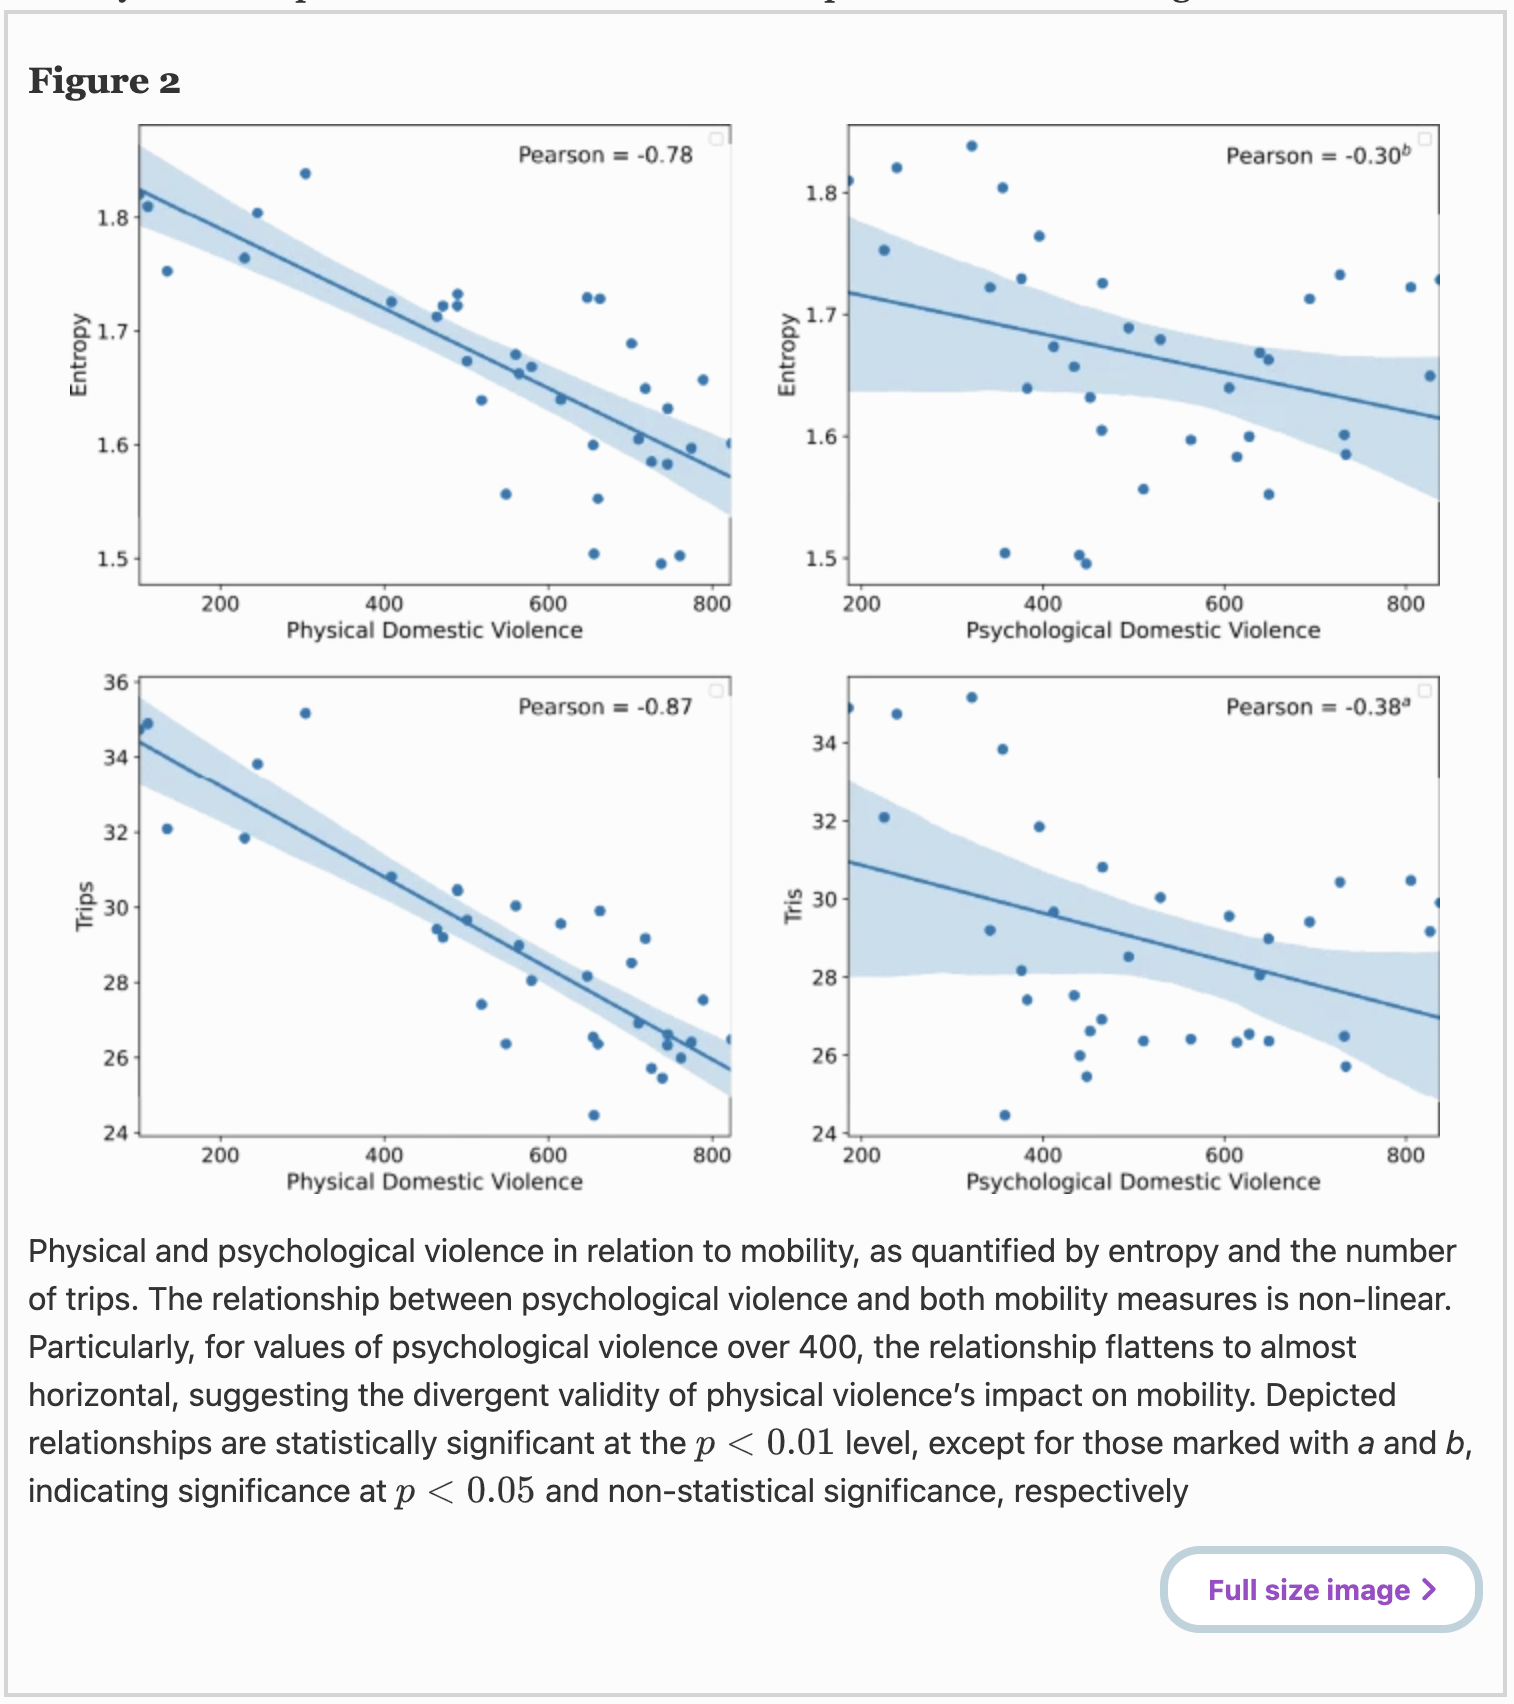 Figure 2
Pearson = -0.78
1.8
1.7
1.6
1.5
Entropy
200 400 600 800
Physical Domestic Violence
Pearson = -0.30b
1.8
1.7
1.6
1.5
Entropy
200 400 600 800
Psychological Domestic Violence
Pearson = -0.87
36
34
32
30
28
26
24
Trips
200 400 600 800
Physical Domestic Violence
Pearson = -0.38a
34
32
30
28
26
24
Tris
200 400 600 800
Psychological Domestic Violence
Physical and psychological violence in relation to mobility, as quantified by entropy and the number
of trips. The relationship between psychological violence and both mobility measures is non-linear.
Particularly, for values of psychological violence over 400, the relationship flattens to almost
horizontal, suggesting the divergent validity of physical violence’s impact on mobility. Depicted
relationships are statistically significant at the p < 0.01 level, except for those marked with a and b,
indicating significance at p < 0.05 and non-statistical significance, respectively
Full size image